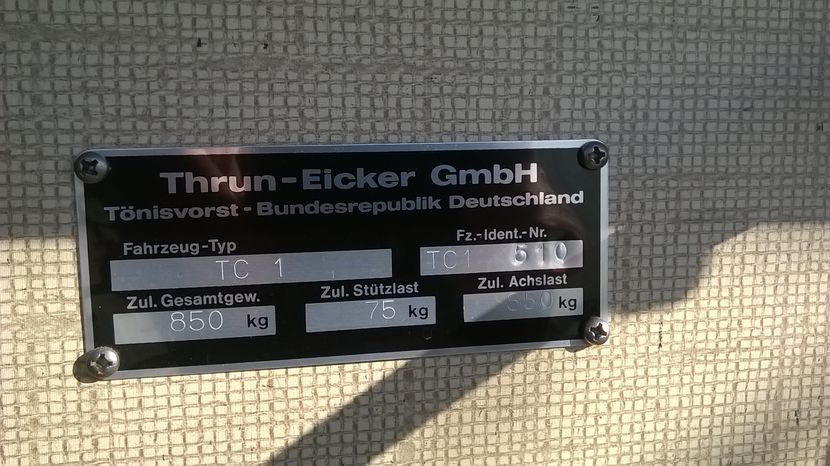 Thrun-Eicker GmbH
Tönisvorst - Bundesrepublik Deutschland
Fahrzeug-Typ Fz.-Ident.-Nr.
TC 1 TC1 510
Zul. Gesamtgew. Zul. Stützlast Zul. Achslast
850 kg 75 kg kg